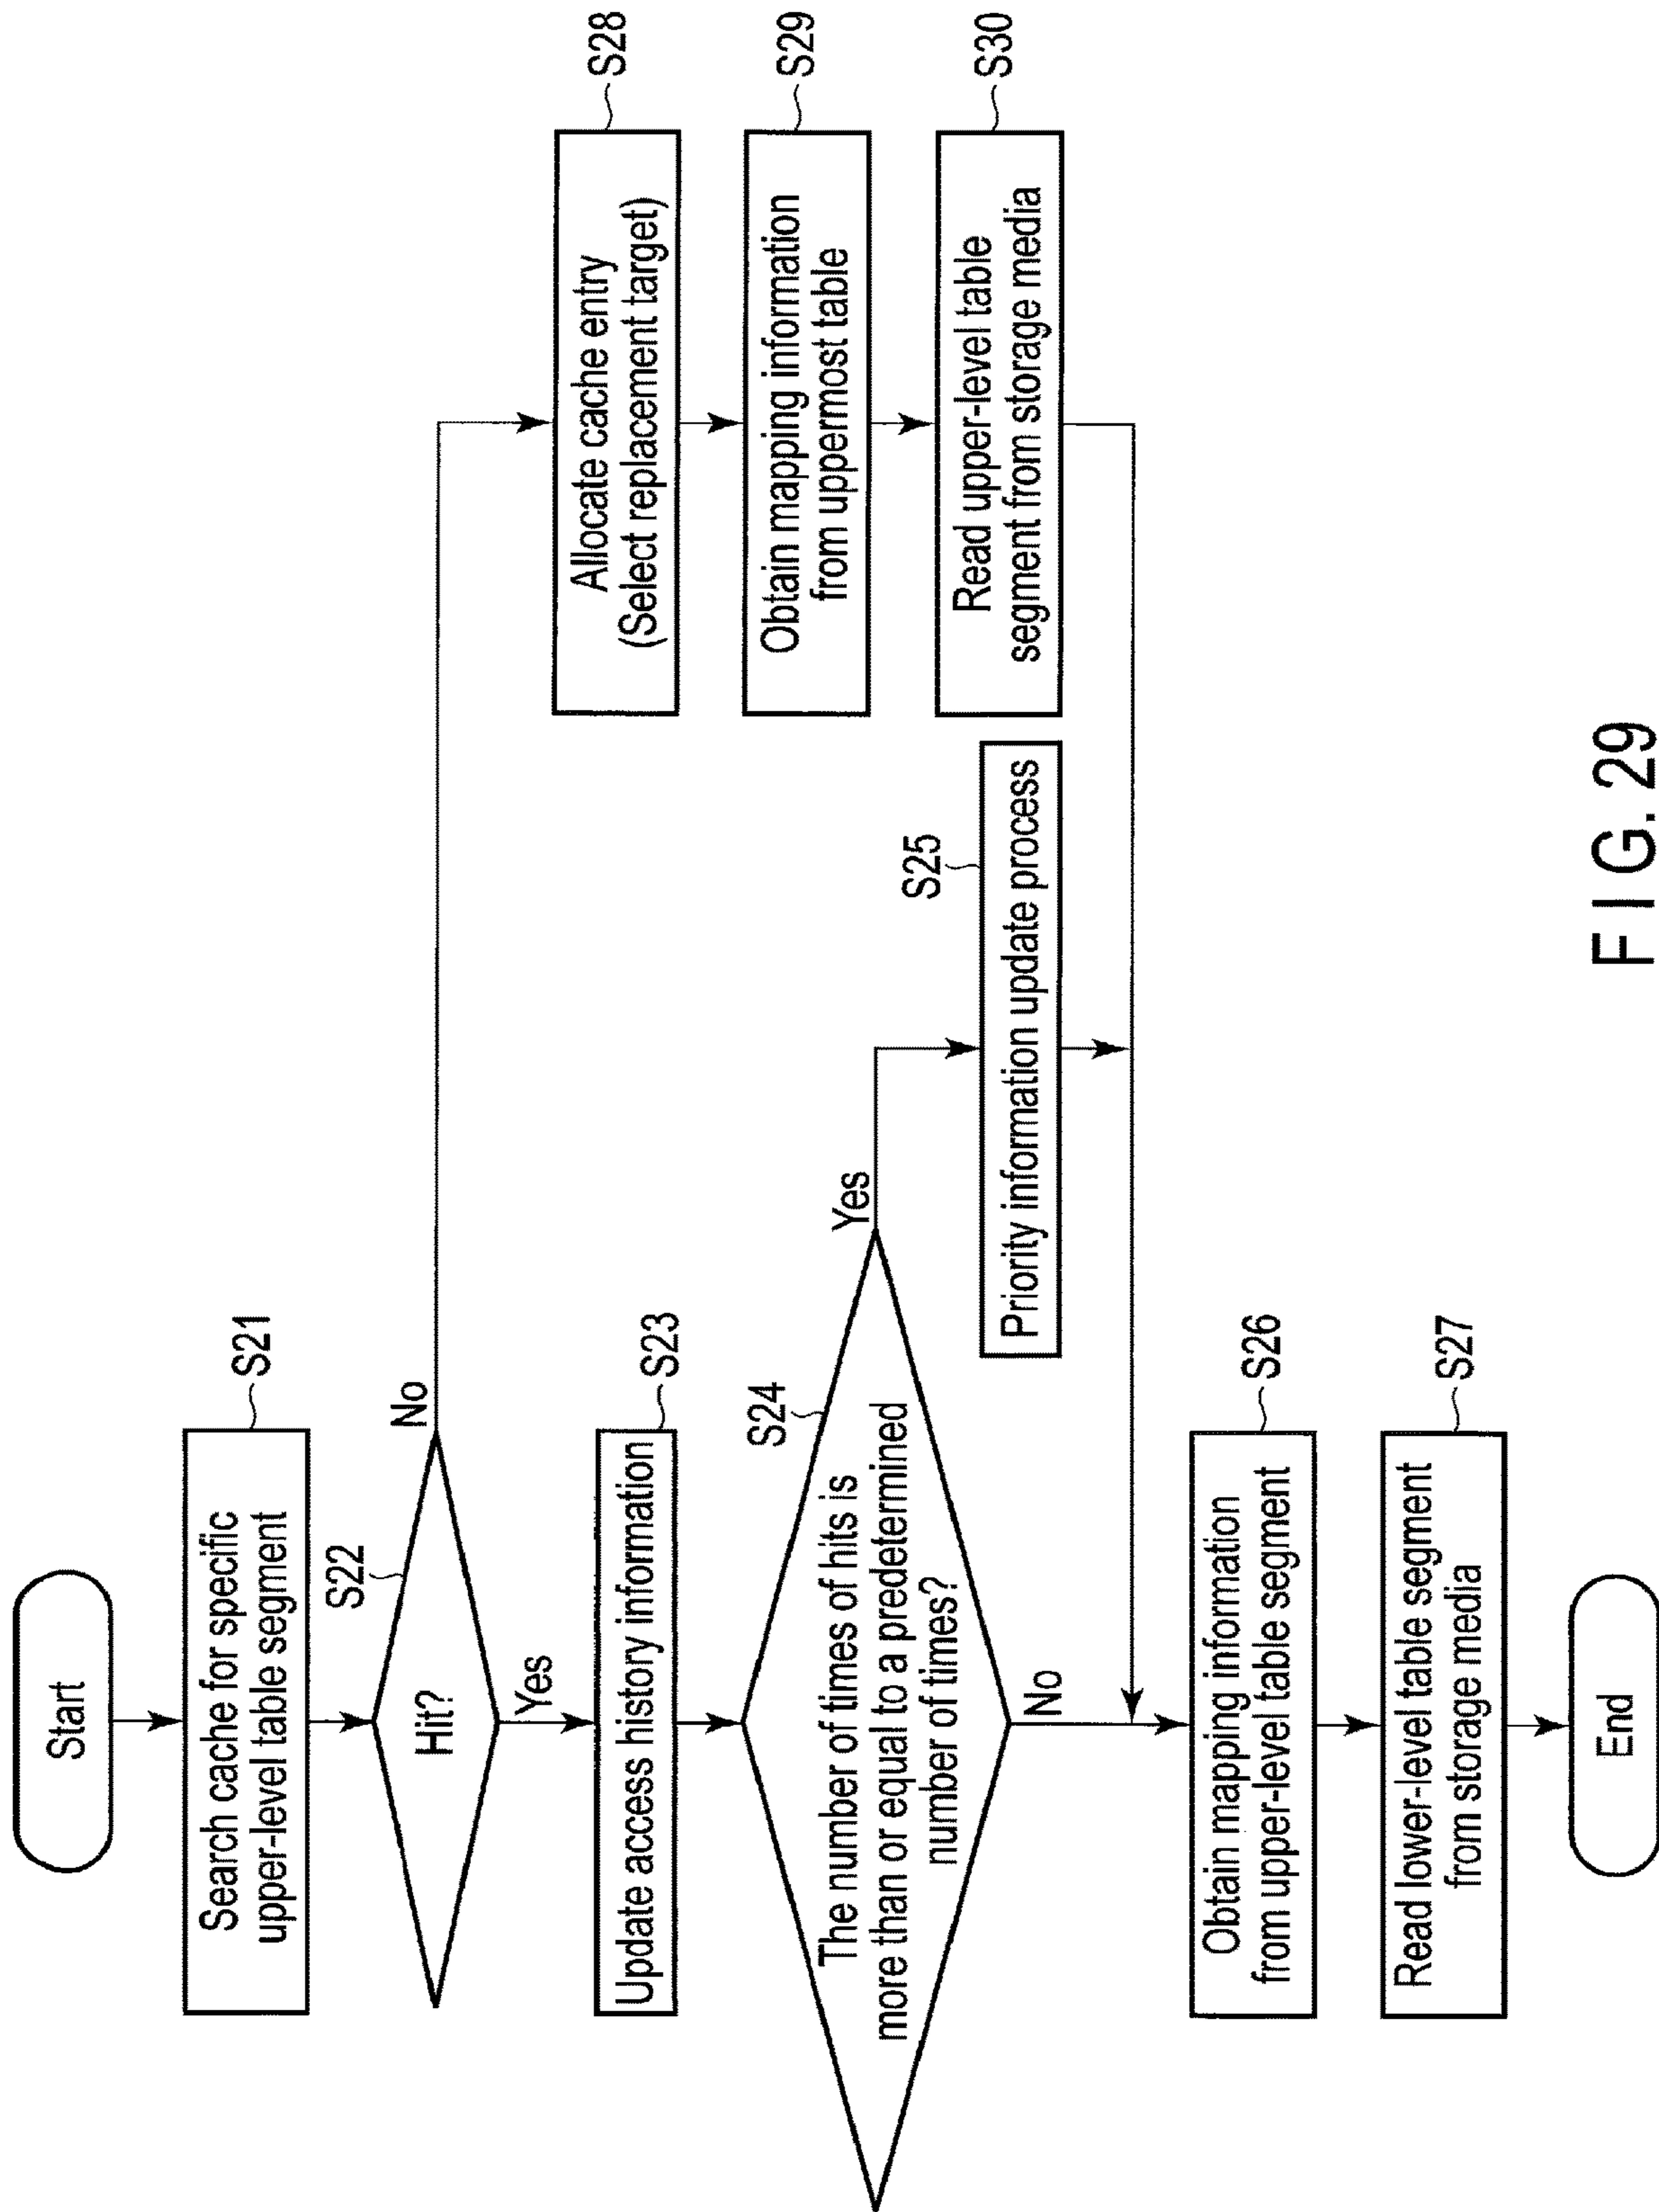 Start
Search cache for specific
upper-level table segment
S21
S22
Hit?
No
Yes
Update access history information
S23
S24
The number of times of hits is
more than or equal to a predetermined
number of times?
Yes
No
Priority information update process
S25
Allocate cache entry
(Select replacement target)
S28
Obtain mapping information
from uppermost table
S29
Read upper-level table
segment from storage media
S30
Obtain mapping information
from upper-level table segment
S26
Read lower-level table segment
from storage media
S27
End
FIG. 29